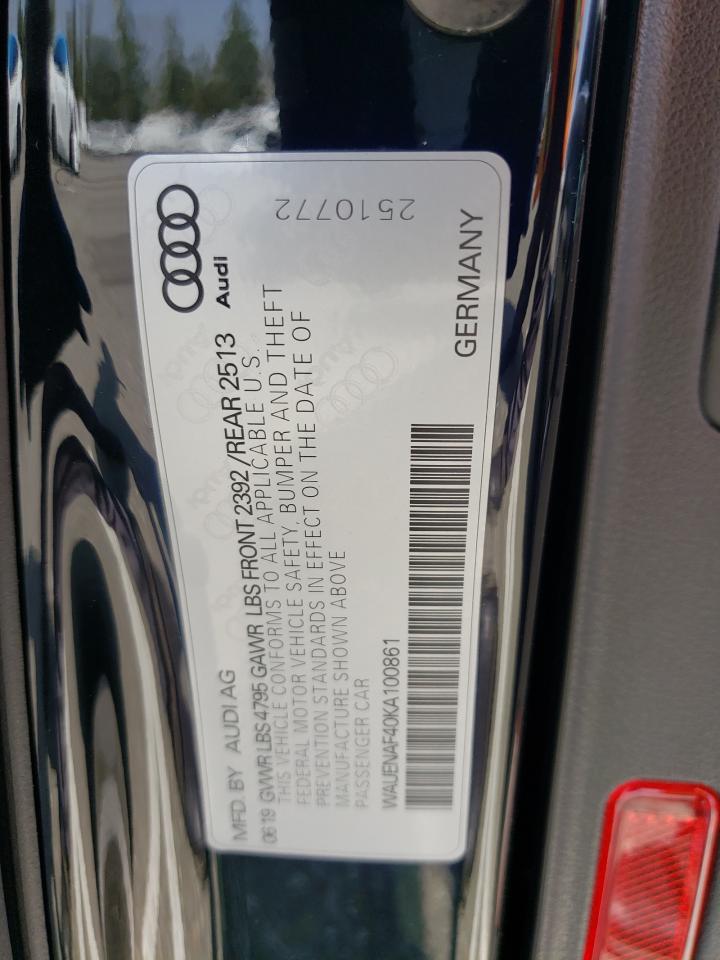 Audi
2510772
GERMANY
MFD. BY AUDI AG
06 19 GVWR LBS 4795 GAWR LBS FRONT 2392 /REAR 2513
THIS VEHICLE CONFORMS TO ALL APPLICABLE U.S.
FEDERAL MOTOR VEHICLE SAFETY, BUMPER AND THEFT
PREVENTION STANDARDS IN EFFECT ON THE DATE OF
MANUFACTURE SHOWN ABOVE
PASSENGER CAR
WAUENAF40KA100861